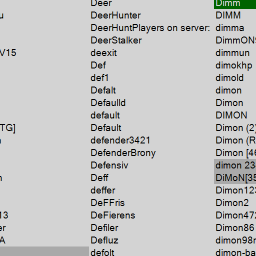 Deer
Dimm
u
DeerHunter
DIMM
DeerHuntPlayers on server:
dimma
DeerStalker
V15
deexit
dimmun
Def
dimokhp
def1
dimold
Defalt
dimon
Defaulld
Dimon
default
DIMON
TG]
Default
Dimon (2
defender3421
Dimon (R
DefenderBrony
Dimon [46
Defensiv
dimon 23
Deff
DiMoN[35
deffer
Dimon123
DeFFris
Dimon2
13
DeFierens
Dimon472
er
Defiler
Dimon86
A
Defluz
dimon98r
defolt
dimon-ba